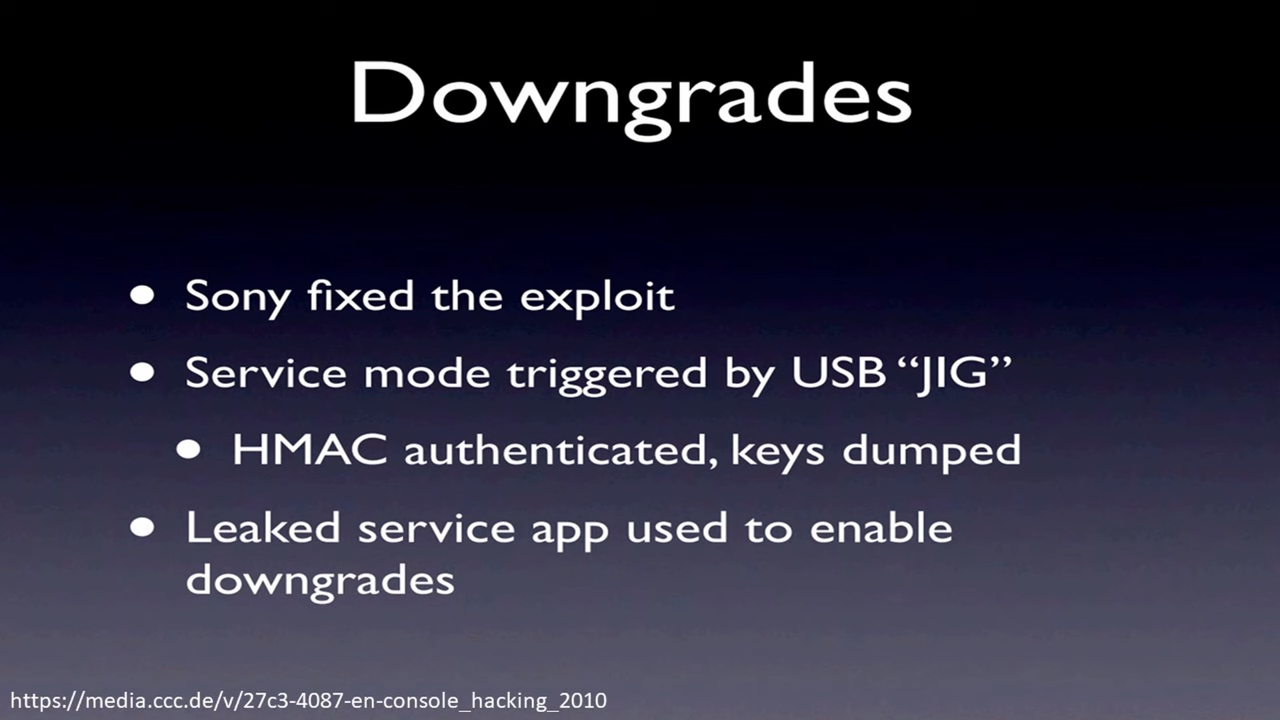 Downgrades
• Sony fixed the exploit
• Service mode triggered by USB “JIG”
• HMAC authenticated, keys dumped
• Leaked service app used to enable
downgrades
https://media.ccc.de/v/27c3-4087-en-console_hacking_2010